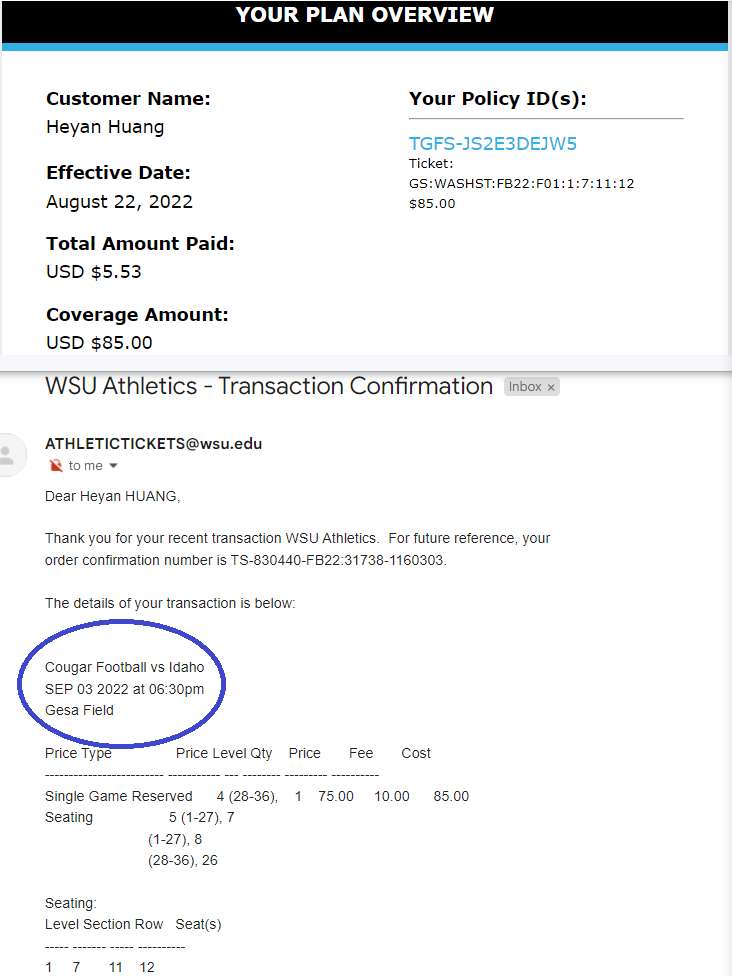 YOUR PLAN OVERVIEW
Customer Name:
Heyan Huang
Effective Date:
August 22, 2022
Total Amount Paid:
USD $5.53
Coverage Amount:
USD $85.00
Your Policy ID(s):
TGFS-JS2E3DEJW5
Ticket:
GS:WASHST:FB22:F01:1:7:11:12
$85.00
WSU Athletics - Transaction Confirmation Inbox ×
ATHLETICTICKETS@wsu.edu
to me
Dear Heyan HUANG,
Thank you for your recent transaction WSU Athletics. For future reference, your
order confirmation number is TS-830440-FB22:31738-1160303.
The details of your transaction is below:
Cougar Football vs Idaho
SEP 03 2022 at 06:30pm
Gesa Field
Price Type Price Level Qty Price Fee Cost
------------------------- ----------- --- -------- --------- ----------
Single Game Reserved 4 (28-36), 1 75.00 10.00 85.00
Seating 5 (1-27), 7
(1-27), 8
(28-36), 26
Seating:
Level Section Row Seat(s)
----- ------- ----- ----------
1 7 11 12